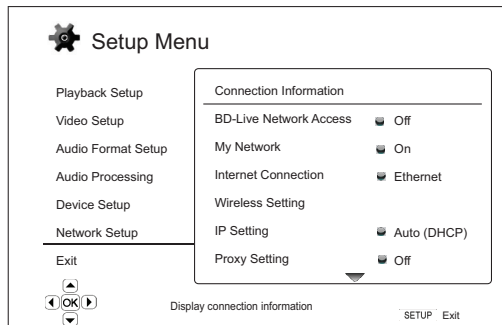 Setup Menu
Playback Setup
Video Setup
Audio Format Setup
Audio Processing
Device Setup
Network Setup
Exit
Connection Information
BD-Live Network Access Off
My Network On
Internet Connection Ethernet
Wireless Setting
IP Setting Auto (DHCP)
Proxy Setting Off
OK
Display connection information
SETUP Exit